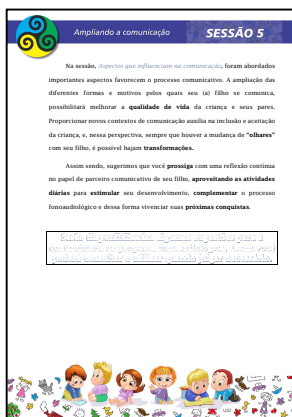 Ampliando a comunicação
SESSÃO 5
Na sessão, Aspectos que influenciam na comunicação, foram abordados
importantes aspectos favorecem o processo comunicativo. A ampliação das
diferentes formas e motivos pelos quais seu (a) filho se comunica,
possibilitará melhorar a qualidade de vida da criança e seus pares.
Proporcionar novos contextos de comunicação auxilia na inclusão e aceitação
da criança, e, nessa perspectiva, sempre que houver a mudança de "olhares"
com seu filho, é possível hajam transformações.
Assim sendo, sugerimos que você prossiga com uma reflexão contínua
no papel de parceiro comunicativo de seu filho, aproveitando as atividades
diárias para estimular seu desenvolvimento, complementar o processo
fonoaudiológico e dessa forma vivenciar suas próximas conquistas.